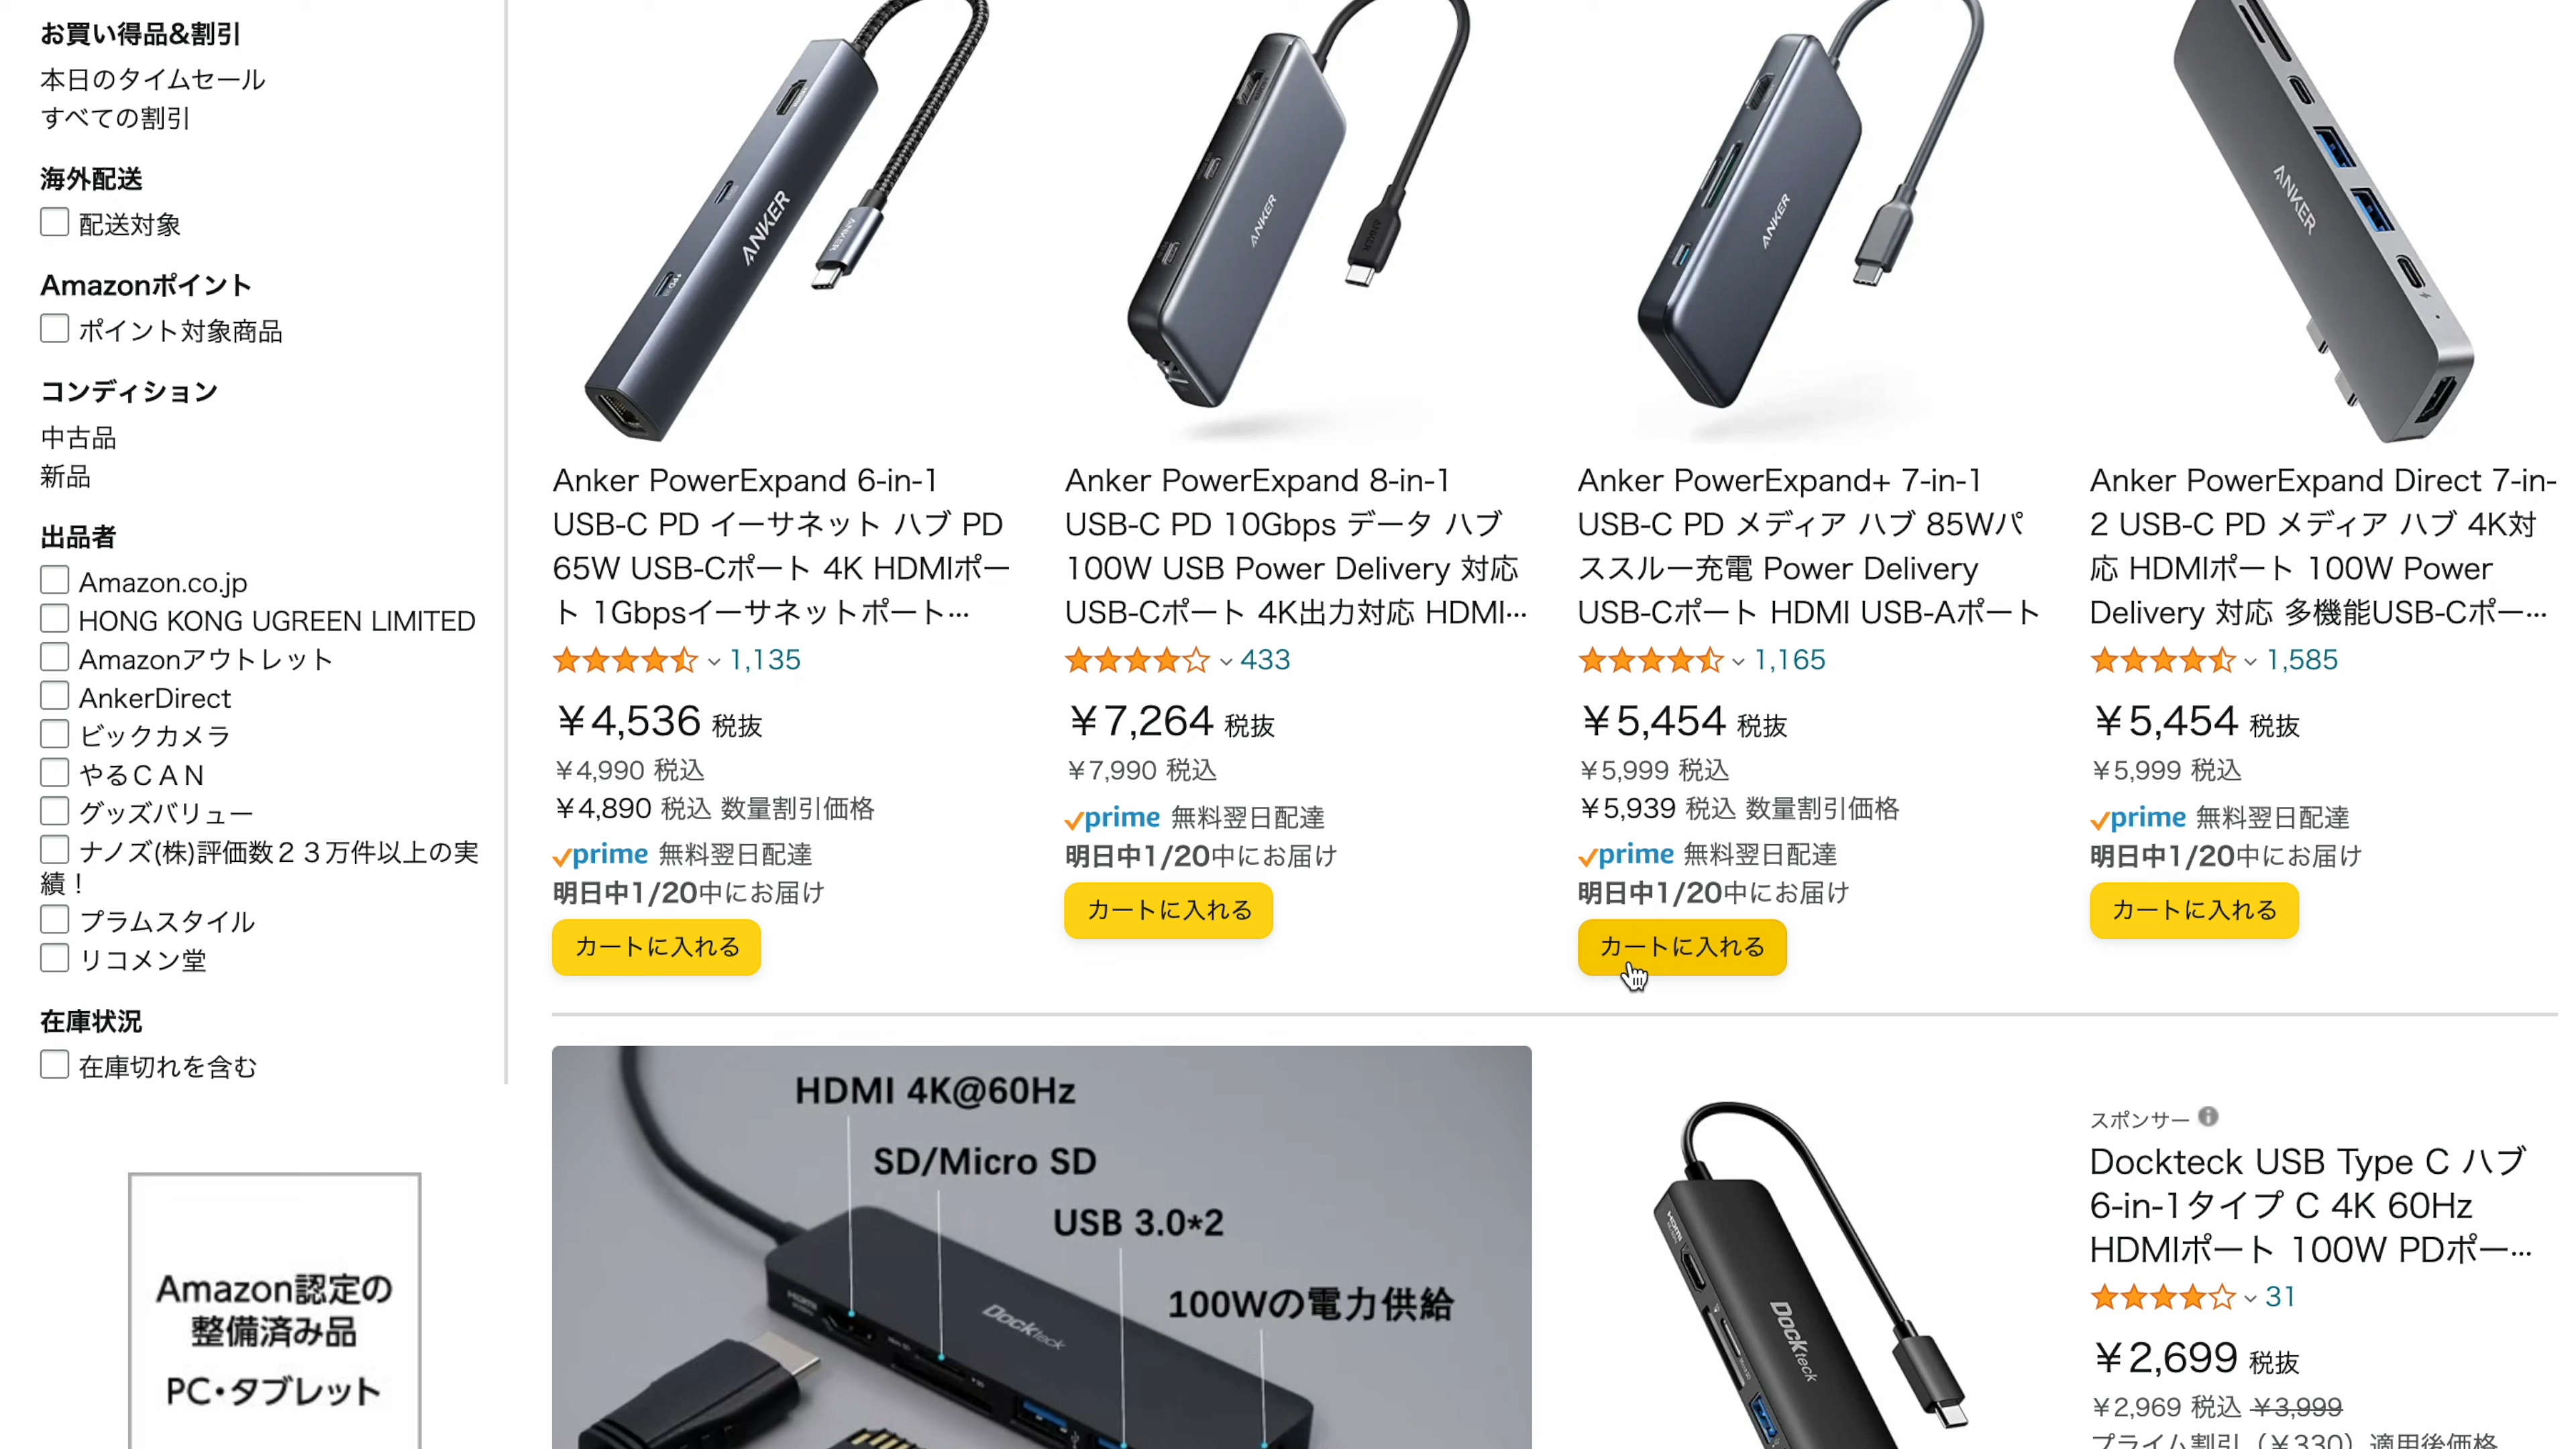 お買い得品&割引
本日のタイムセール
すべての割引
海外配送
配送対象
Amazonポイント
ポイント対象商品
コンディション
中古品
新品
出品者
Amazon.co.jp
HONG KONG UGREEN LIMITED
Amazonアウトレット
AnkerDirect
ビックカメラ
やるＣＡＮ
グッズバリュー
ナノズ(株)評価数２３万件以上の実
績！
プラムスタイル
リコメン堂
在庫状況
在庫切れを含む
Amazon認定の
整備済み品
PC・タブレット
ANKER
ANKER
Anker PowerExpand 6-in-1
USB-C PD イーサネット ハブ PD
65W USB-Cポート 4K HDMIポー
ト 1Gbpsイーサネットポート…
1,135
￥4,536 税抜
￥4,990 税込
￥4,890 税込 数量割引価格
prime 無料翌日配達
明日中1/20中にお届け
カートに入れる
ANKER
ANKER
Anker PowerExpand 8-in-1
USB-C PD 10Gbps データ ハブ
100W USB Power Delivery 対応
USB-Cポート 4K出力対応 HDMI…
433
￥7,264 税抜
￥7,990 税込
prime 無料翌日配達
明日中1/20中にお届け
カートに入れる
ANKER
Anker PowerExpand+ 7-in-1
USB-C PD メディア ハブ 85Wパ
ススルー充電 Power Delivery
USB-Cポート HDMI USB-Aポート
1,165
￥5,454 税抜
￥5,999 税込
￥5,939 税込 数量割引価格
prime 無料翌日配達
明日中1/20中にお届け
カートに入れる
ANKER
Anker PowerExpand Direct 7-in-
2 USB-C PD メディア ハブ 4K対
応 HDMIポート 100W Power
Delivery 対応 多機能USB-Cポー…
1,585
￥5,454 税抜
￥5,999 税込
prime 無料翌日配達
明日中1/20中にお届け
カートに入れる
HDMI 4K@60Hz
SD/Micro SD
USB 3.0*2
100Wの電力供給
HDMI
Dockteck
HDMI
Dockteck
スポンサー
Dockteck USB Type C ハブ
6-in-1タイプ C 4K 60Hz
HDMIポート 100W PDポー…
31
￥2,699 税抜
￥2,969 税込 ￥3,999
プライム割引（￥330）適用後価格